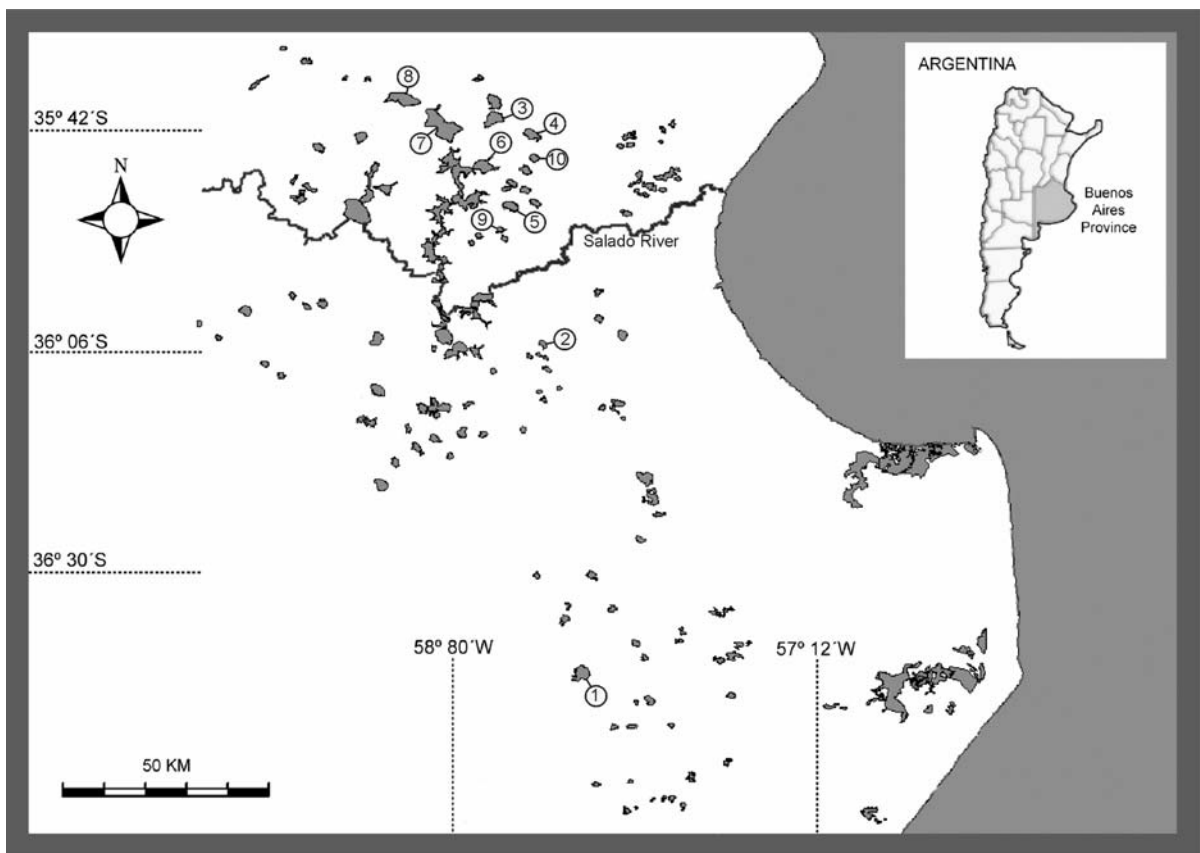 ARGENTINA
Buenos
Aires
Province
8
3
35º 42´S
4
7
6
10
N
9
5
Salado River
36º 06´S
2
36º 30´S
58º 80´W
57º 12´W
1
50 KM